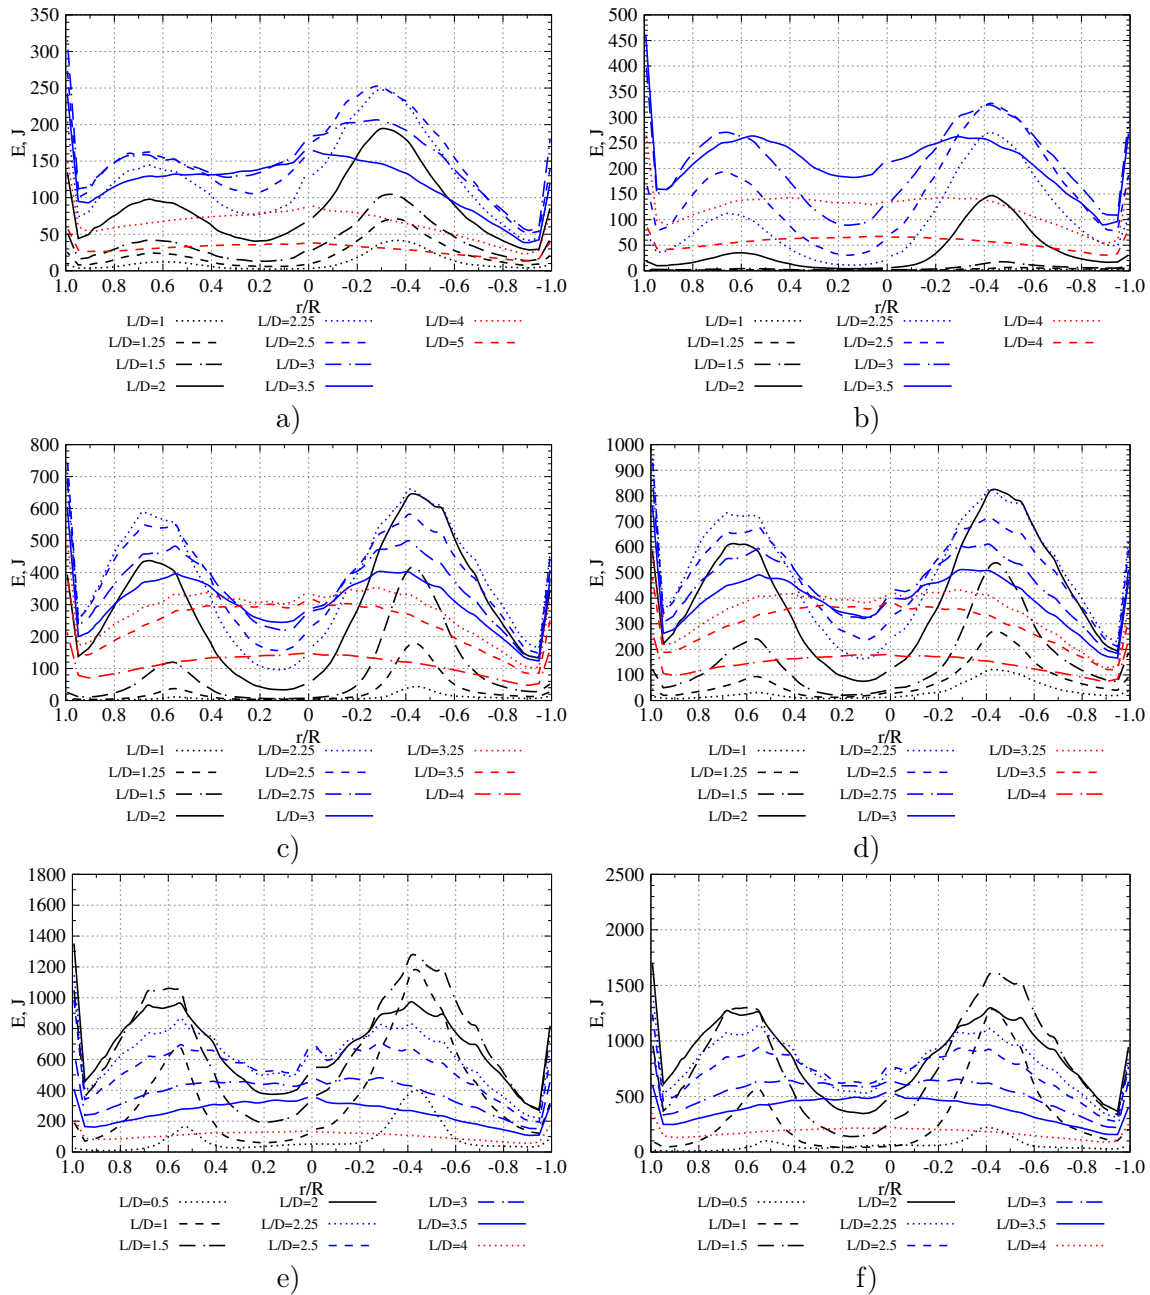 350
300
250
200
150
100
50
0
E, J
1.0 0.8 0.6 0.4 0.2 0 -0.2 -0.4 -0.6 -0.8 -1.0
r/R
L/D=1 L/D=2.25 L/D=4
L/D=1.25 L/D=2.5 L/D=5
L/D=1.5 L/D=3
L/D=2 L/D=3.5
a)
500
450
400
350
300
250
200
150
100
50
0
E, J
1.0 0.8 0.6 0.4 0.2 0 -0.2 -0.4 -0.6 -0.8 -1.0
r/R
L/D=1 L/D=2.25 L/D=4
L/D=1.25 L/D=2.5 L/D=4
L/D=1.5 L/D=3
L/D=2 L/D=3.5
b)
800
700
600
500
400
300
200
100
0
E, J
1.0 0.8 0.6 0.4 0.2 0 -0.2 -0.4 -0.6 -0.8 -1.0
r/R
L/D=1 L/D=2.25 L/D=3.25
L/D=1.25 L/D=2.5 L/D=3.5
L/D=1.5 L/D=2.75 L/D=4
L/D=2 L/D=3
c)
1000
900
800
700
600
500
400
300
200
100
0
E, J
1.0 0.8 0.6 0.4 0.2 0 -0.2 -0.4 -0.6 -0.8 -1.0
r/R
L/D=1 L/D=2.25 L/D=3.25
L/D=1.25 L/D=2.5 L/D=3.5
L/D=1.5 L/D=2.75 L/D=4
L/D=2 L/D=3
d)
1800
1600
1400
1200
1000
800
600
400
200
0
E, J
1.0 0.8 0.6 0.4 0.2 0 -0.2 -0.4 -0.6 -0.8 -1.0
r/R
L/D=0.5 L/D=2 L/D=3
L/D=1 L/D=2.25 L/D=3.5
L/D=1.5 L/D=2.5 L/D=4
e)
2500
2000
1500
1000
500
0
E, J
1.0 0.8 0.6 0.4 0.2 0 -0.2 -0.4 -0.6 -0.8 -1.0
r/R
L/D=0.5 L/D=2 L/D=3
L/D=1 L/D=2.25 L/D=3.5
L/D=1.5 L/D=2.5 L/D=4
f)